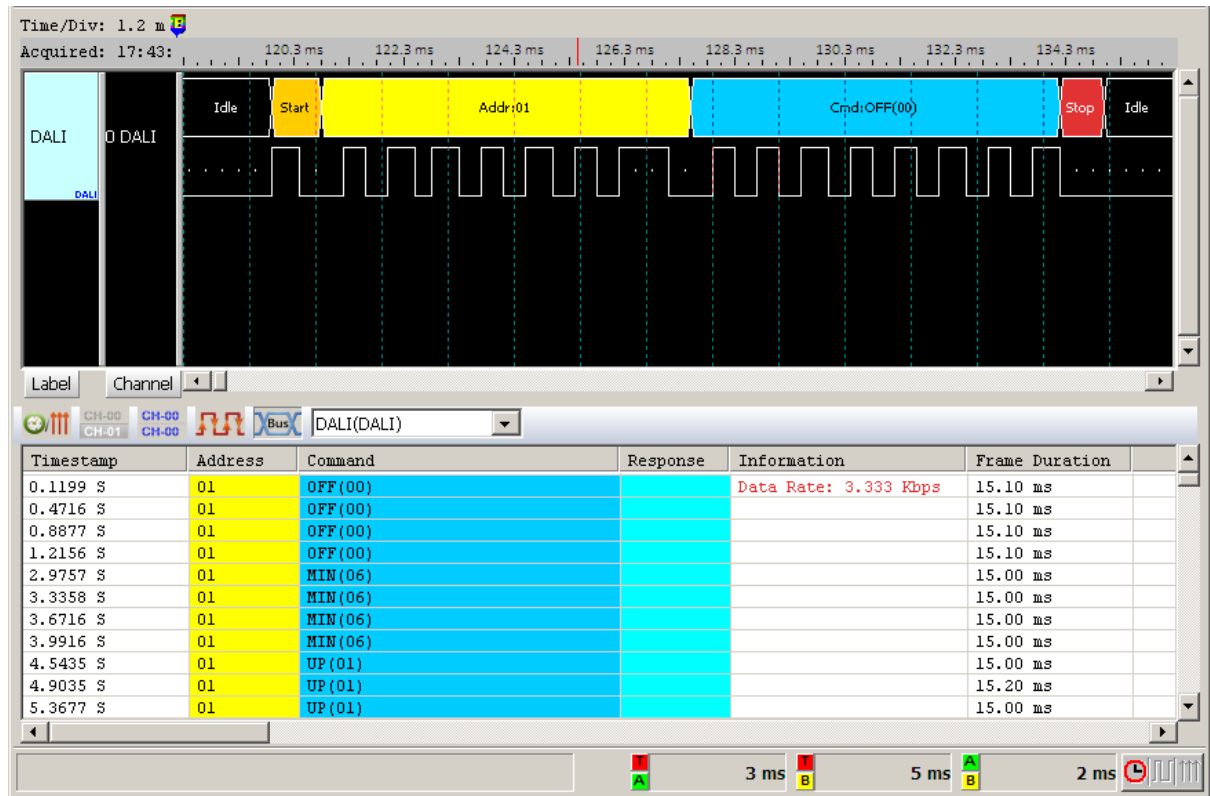 Time/Div: 1.2 m
B
Acquired: 17:43:
120.3 ms 122.3 ms 124.3 ms 126.3 ms 128.3 ms 130.3 ms 132.3 ms 134.3 ms
DALI
DALI
0 DALI
Idle Start Addr:01 Cmd:OFF(00) Stop Idle
Label Channel
CH-00 CH-01 CH-00 CH-00 Bus DALI(DALI)
Timestamp Address Command Response Information Frame Duration
0.1199 S 01 OFF(00) Data Rate: 3.333 Kbps 15.10 ms
0.4716 S 01 OFF(00) 15.10 ms
0.8877 S 01 OFF(00) 15.10 ms
1.2156 S 01 OFF(00) 15.10 ms
2.9757 S 01 MIN(06) 15.00 ms
3.3358 S 01 MIN(06) 15.00 ms
3.6716 S 01 MIN(06) 15.00 ms
3.9916 S 01 MIN(06) 15.00 ms
4.5435 S 01 UP(01) 15.00 ms
4.9035 S 01 UP(01) 15.20 ms
5.3677 S 01 UP(01) 15.00 ms
T A 3 ms T B 5 ms A B 2 ms